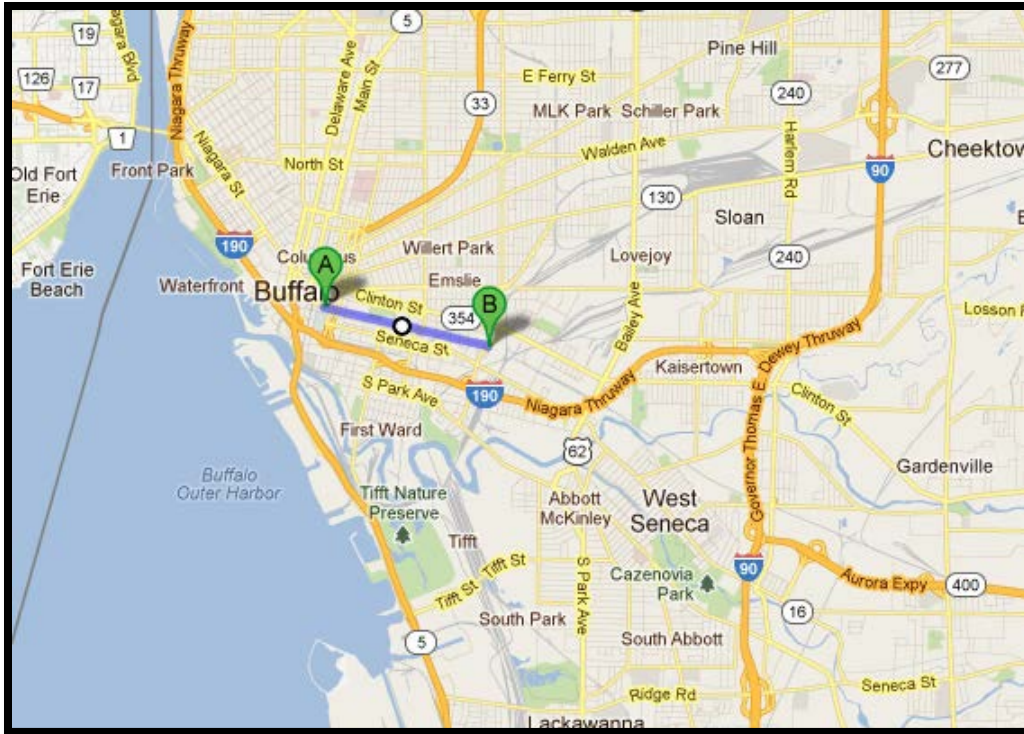 5
19
agara Blvd
126
17
1
Niagara Thruway
Delaware Ave
Main St
Pine Hill
277
E Ferry St
33
240
MLK Park
Schiller Park
Harlem Rd
Walden Ave
90
Cheektow
North St
Niagara St
Front Park
Old Fort
Erie
130
Sloan
190
Willert Park
Lovejoy
240
Fort Erie
Beach
Waterfront
Buffalo
A
Emslie
Clinton St
354
B
Bailey Ave
Losson
Seneca St
Kaisertown
Dewey Thruway
S Park Ave
190
Niagara Thruway
Clinton St
First Ward
62
Governor Thomas E
Gardenville
Buffalo
Outer Harbor
Tifft Nature
Preserve
Abbott
McKinley
West
Seneca
Tifft
Tifft St
Tifft St
S Park Ave
Cazenovia
Park
90
Aurora Expy
400
16
South Park
South Abbott
5
Ridge Rd
Seneca St
Lackawanna